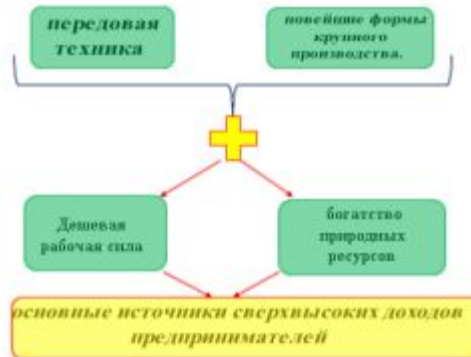 передовая
техника
новейшие формы
крупного
производства.
Дешевая
рабочая сила
богатство
природных
ресурсов
основные источники сверхвысоких доходов
предпринимателей